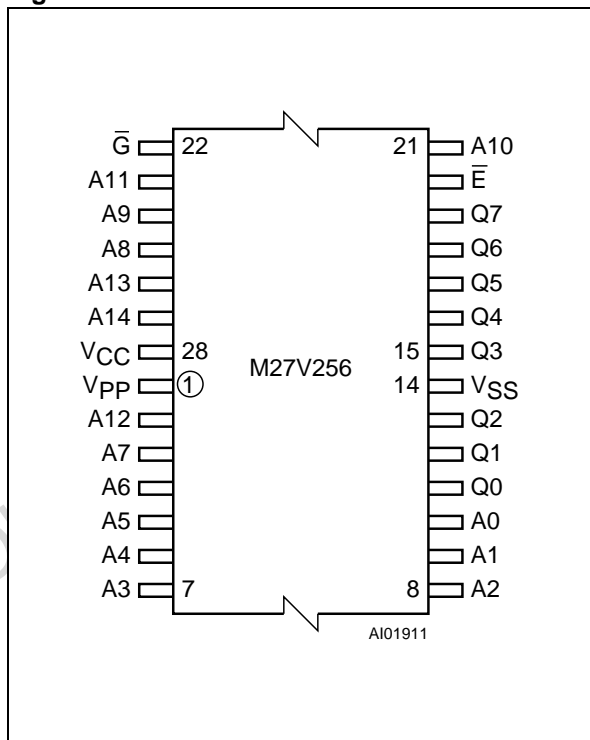 G̅ 22 21 A10
A11 E̅
A9 Q7
A8 Q6
A13 Q5
A14 Q4
VCC 28 15 Q3
M27V256
VPP 1 14 VSS
A12 Q2
A7 Q1
A6 Q0
A5 A0
A4 A1
A3 7 8 A2
AI01911